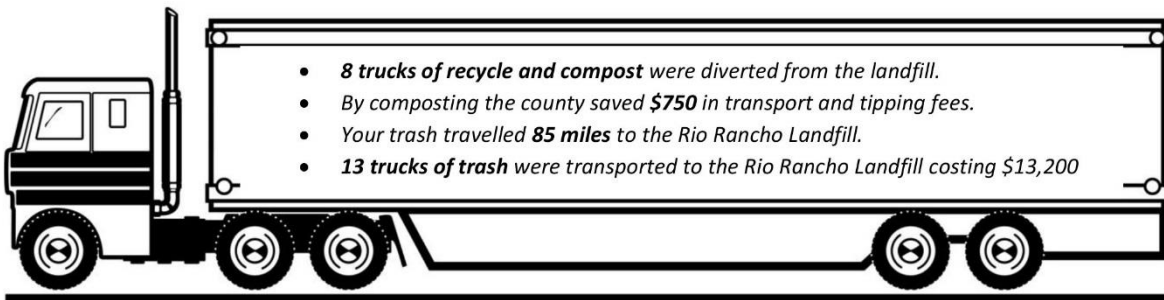 • 8 trucks of recycle and compost were diverted from the landfill.
• By composting the county saved $750 in transport and tipping fees.
• Your trash travelled 85 miles to the Rio Rancho Landfill.
• 13 trucks of trash were transported to the Rio Rancho Landfill costing $13,200